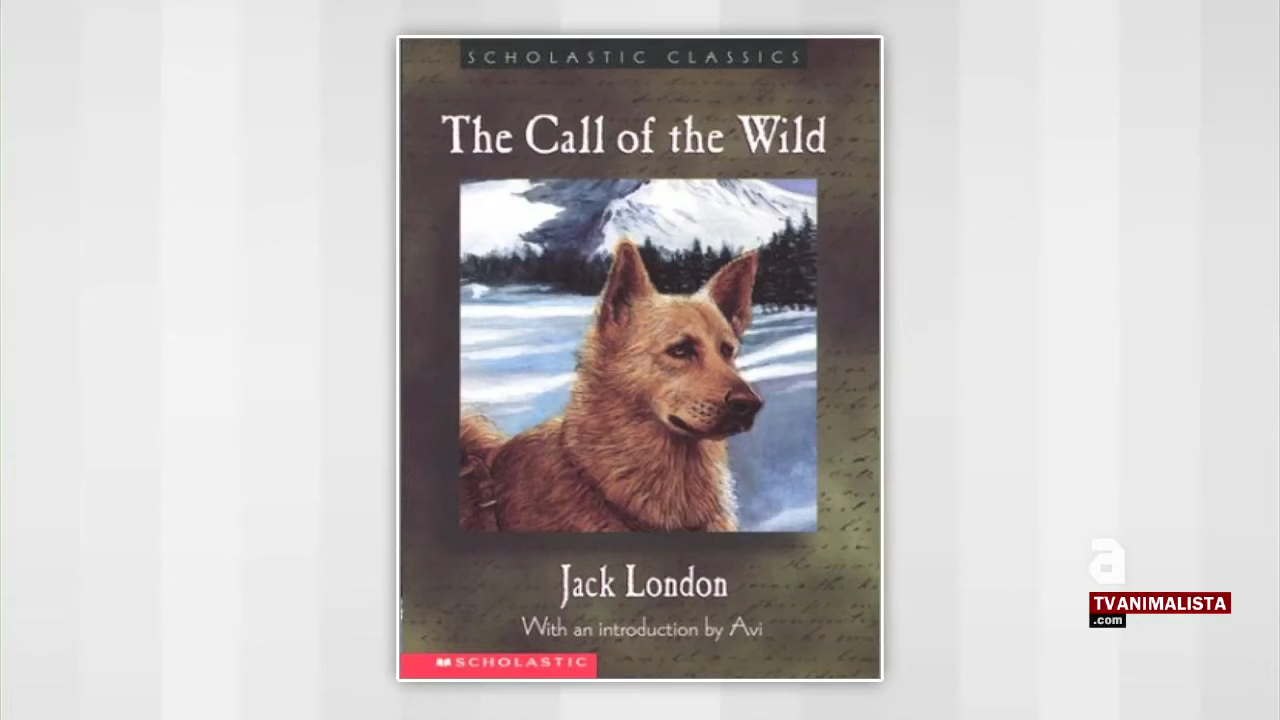 SCHOLASTIC CLASSICS
The Call of the Wild
Jack London
With an introduction by Avi
SCHOLASTIC
a
TVANIMALISTA
.com